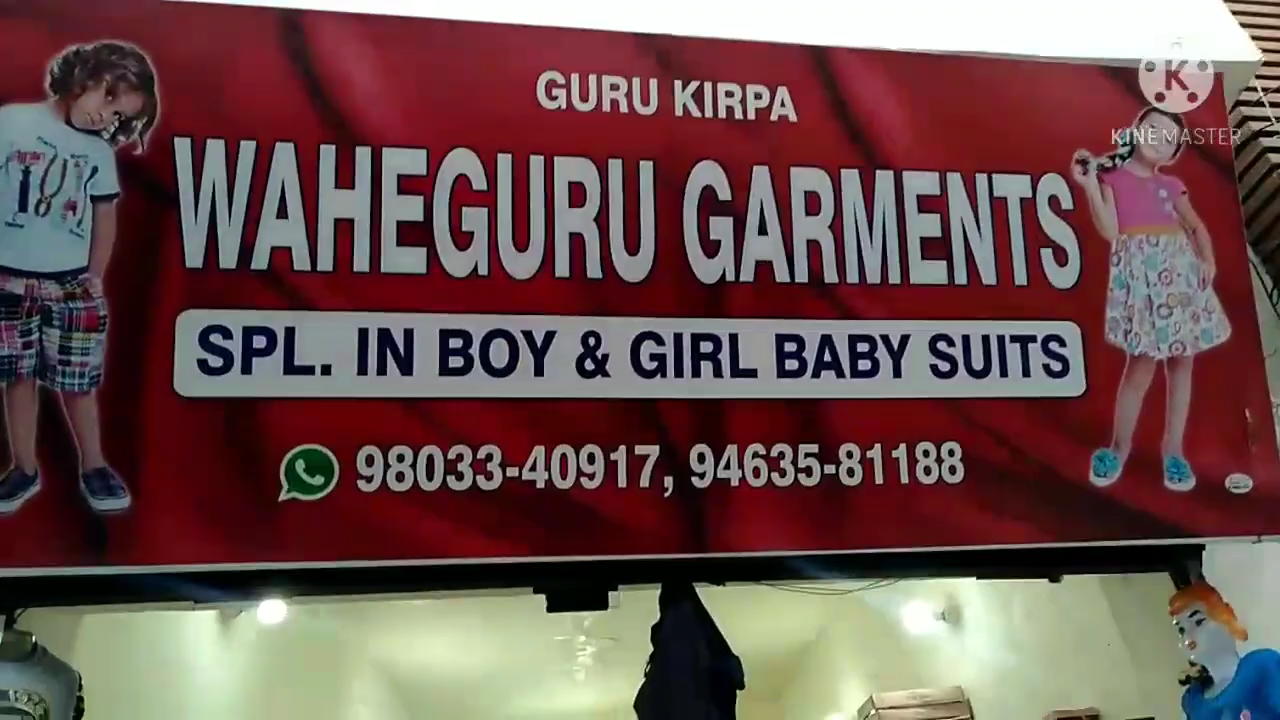 GURU KIRPA
WAHEGURU GARMENTS
SPL. IN BOY & GIRL BABY SUITS
98033-40917, 94635-81188
K
KINEMASTER